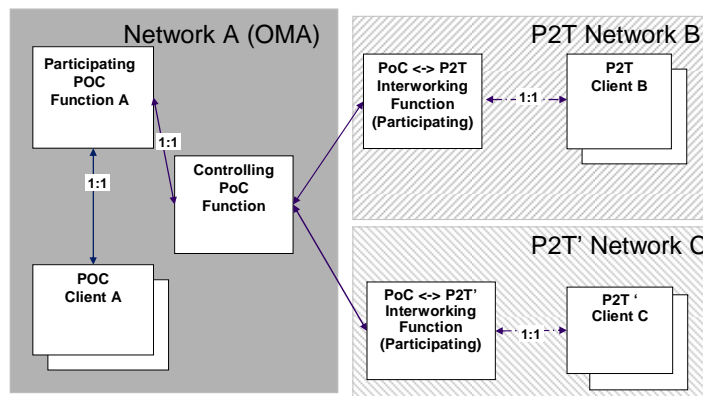 Network A (OMA)
Participating
POC
Function A
1:1
1:1
Controlling
PoC
Function
POC
Client A
P2T Network B
PoC <-> P2T
Interworking
Function
(Participating)
1:1
P2T
Client B
P2T’ Network C
PoC <-> P2T’
Interworking
Function
(Participating)
1:1
P2T ‘
Client C